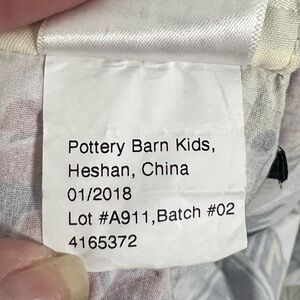 Pottery Barn Kids,
Heshan, China
01/2018
Lot #A911,Batch #02
4165372